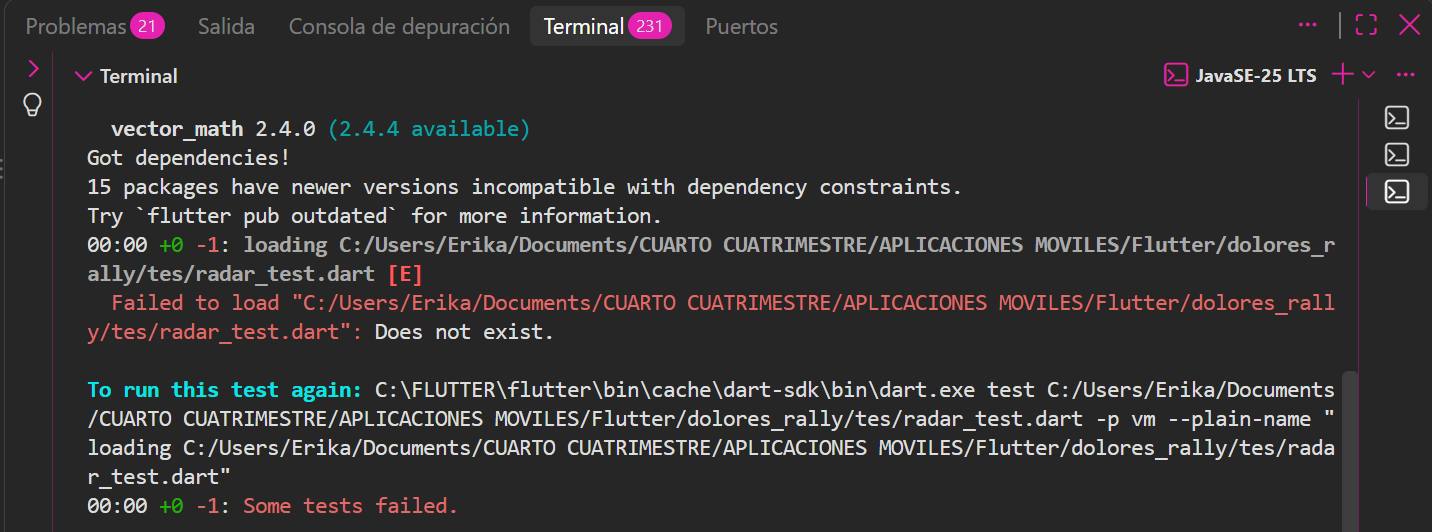 Problemas 21 Salida Consola de depuración Terminal 231 Puertos
Terminal
JavaSE-25 LTS
vector_math 2.4.0 (2.4.4 available)
Got dependencies!
15 packages have newer versions incompatible with dependency constraints.
Try `flutter pub outdated` for more information.
00:00 +0 -1: loading C:/Users/Erika/Documents/CUARTO CUATRIMESTRE/APLICACIONES MOVILES/Flutter/dolores_r
ally/tes/radar_test.dart [E]
Failed to load "C:/Users/Erika/Documents/CUARTO CUATRIMESTRE/APLICACIONES MOVILES/Flutter/dolores_rall
y/tes/radar_test.dart": Does not exist.
To run this test again: C:\FLUTTER\flutter\bin\cache\dart-sdk\bin\dart.exe test C:/Users/Erika/Documents
/CUARTO CUATRIMESTRE/APLICACIONES MOVILES/Flutter/dolores_rally/tes/radar_test.dart -p vm --plain-name "
loading C:/Users/Erika/Documents/CUARTO CUATRIMESTRE/APLICACIONES MOVILES/Flutter/dolores_rally/tes/rada
r_test.dart"
00:00 +0 -1: Some tests failed.